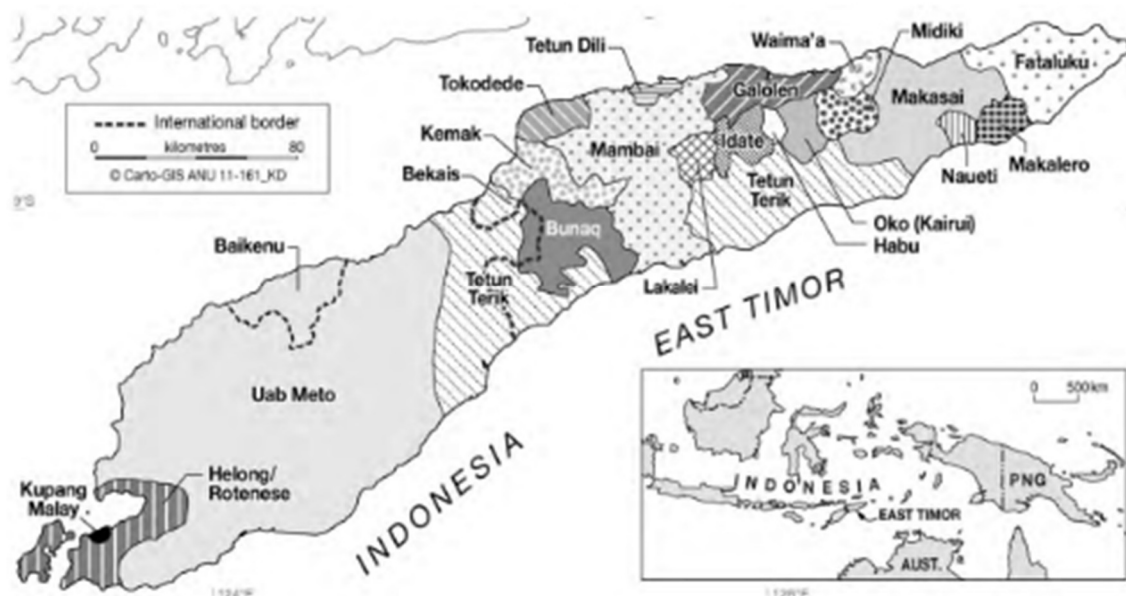 Tetun Dili
Waima'a
Midiki
Fataluku
Tokodede
Galolen
Makasai
International border
0 kilometres 80
© Carto-GIS ANU 11-161_KD
Kemak
Mambai
Idate
Makalero
Bekais
Naueti
Tetun
Terik
Bunaq
Oko (Kairui)
Habu
Baikenu
Tetun
Terik
Lakalei
EAST TIMOR
Uab Meto
0 500 km
Helong/
Rotenese
Kupang
Malay
INDONESIA
INDONESIA
PNG
EAST TIMOR
AUST.